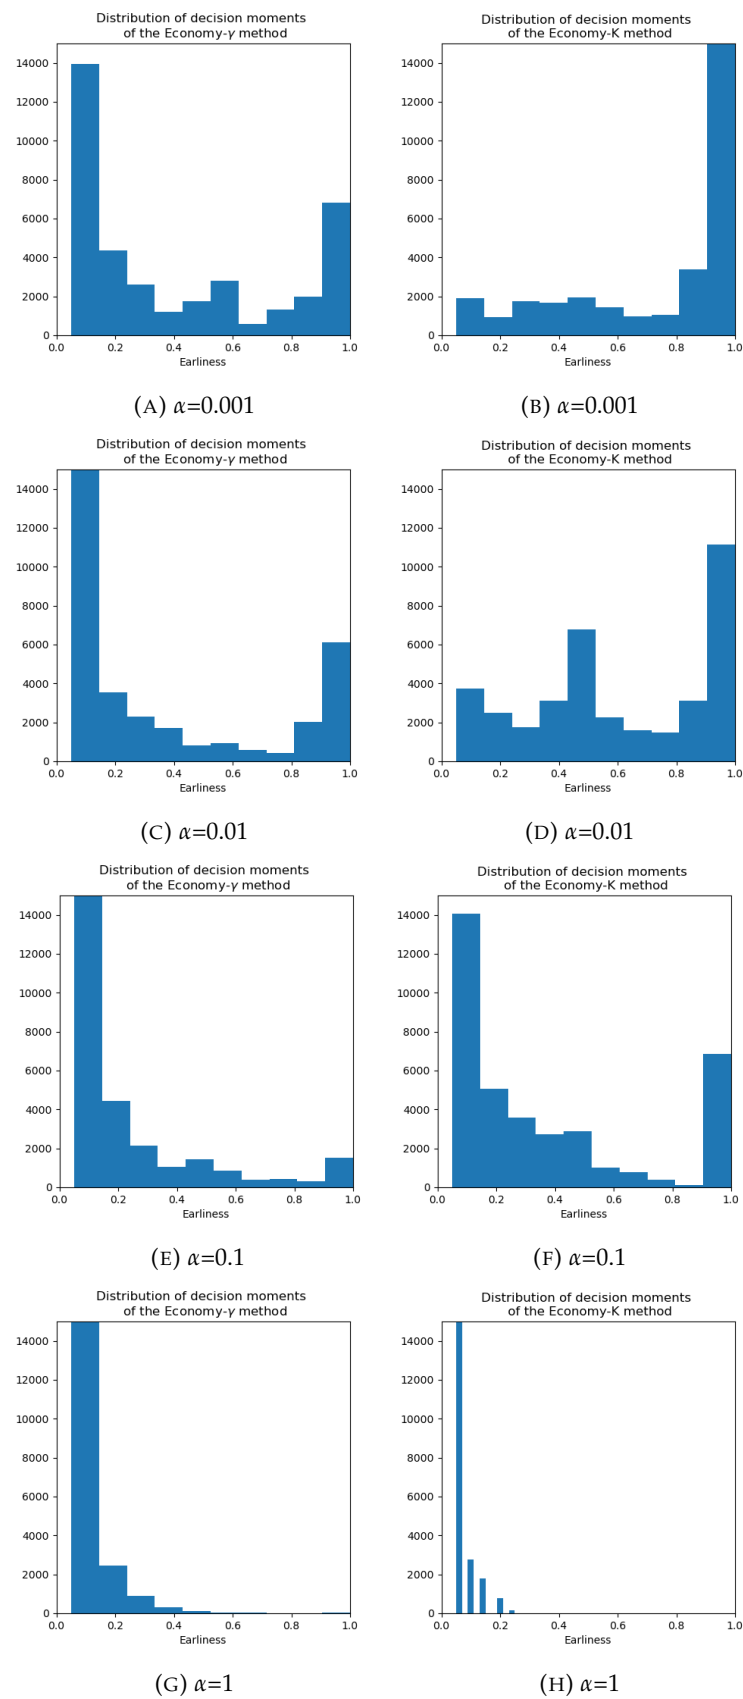 Distribution of decision moments
of the Economy-γ method
14000
12000
10000
8000
6000
4000
2000
0
0.0 0.2 0.4 0.6 0.8 1.0
Earliness
(A) α=0.001
Distribution of decision moments
of the Economy-K method
14000
12000
10000
8000
6000
4000
2000
0
0.0 0.2 0.4 0.6 0.8 1.0
Earliness
(B) α=0.001
Distribution of decision moments
of the Economy-γ method
14000
12000
10000
8000
6000
4000
2000
0
0.0 0.2 0.4 0.6 0.8 1.0
Earliness
(C) α=0.01
Distribution of decision moments
of the Economy-K method
14000
12000
10000
8000
6000
4000
2000
0
0.0 0.2 0.4 0.6 0.8 1.0
Earliness
(D) α=0.01
Distribution of decision moments
of the Economy-γ method
14000
12000
10000
8000
6000
4000
2000
0
0.0 0.2 0.4 0.6 0.8 1.0
Earliness
(E) α=0.1
Distribution of decision moments
of the Economy-K method
14000
12000
10000
8000
6000
4000
2000
0
0.0 0.2 0.4 0.6 0.8 1.0
Earliness
(F) α=0.1
Distribution of decision moments
of the Economy-γ method
14000
12000
10000
8000
6000
4000
2000
0
0.0 0.2 0.4 0.6 0.8 1.0
Earliness
(G) α=1
Distribution of decision moments
of the Economy-K method
14000
12000
10000
8000
6000
4000
2000
0
0.0 0.2 0.4 0.6 0.8 1.0
Earliness
(H) α=1